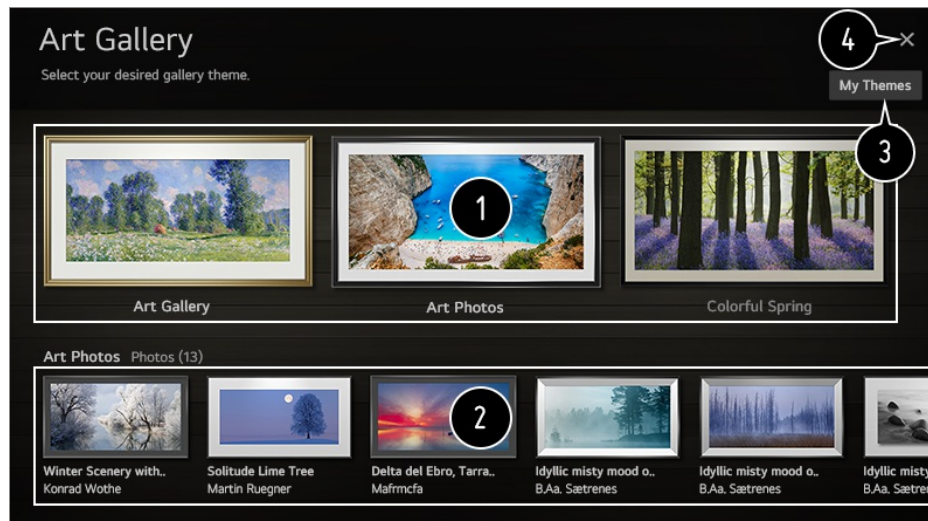 Art Gallery
4
Select your desired gallery theme.
My Themes
3
1
Art Gallery
Art Photos
Colorful Spring
Art Photos Photos (13)
2
Winter Scenery with..
Solitude Lime Tree
Delta del Ebro, Tarra..
Idyllic misty mood o..
Idyllic misty mood o..
Idyllic misty
Konrad Wothe
Martin Ruegner
Mafrmcfa
B.Aa. Sætrenes
B.Aa. Sætrenes
B.Aa. Sætren